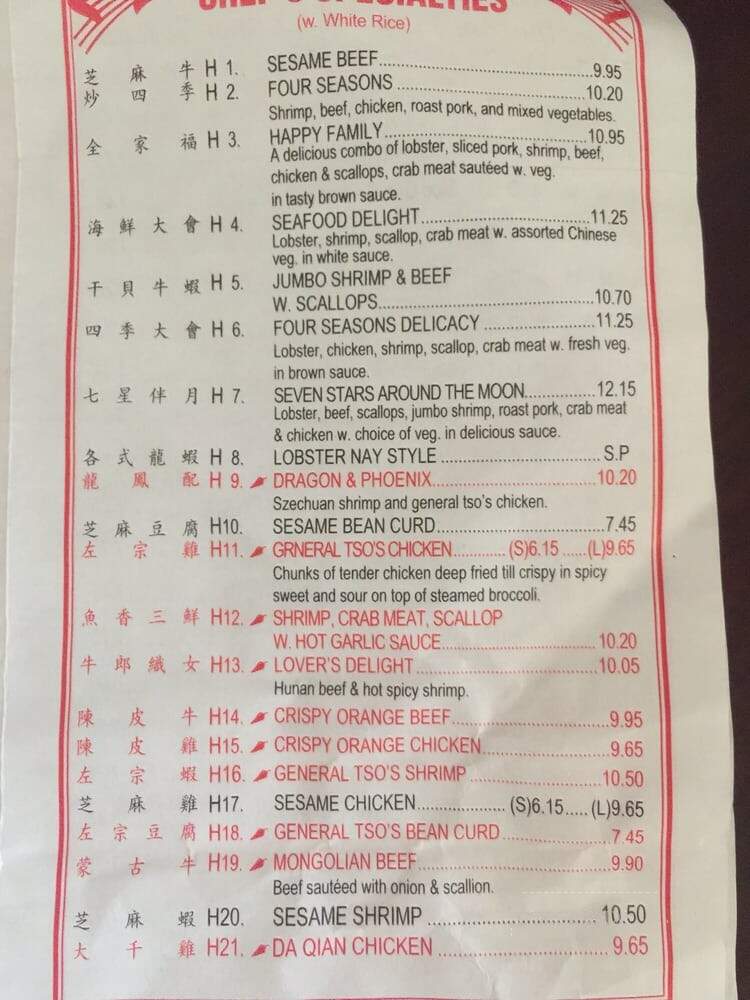 CHEF'S SPECIALTIES
(w. White Rice)
芝麻牛 H 1. SESAME BEEF..........9.95
炒四季 H 2. FOUR SEASONS..........10.20
Shrimp, beef, chicken, roast pork, and mixed vegetables.
全家福 H 3. HAPPY FAMILY..........10.95
A delicious combo of lobster, sliced pork, shrimp, beef,
chicken & scallops, crab meat sautéed w. veg.
in tasty brown sauce.
海鮮大會 H 4. SEAFOOD DELIGHT..........11.25
Lobster, shrimp, scallop, crab meat w. assorted Chinese
veg. in white sauce.
干貝牛蝦 H 5. JUMBO SHRIMP & BEEF
W. SCALLOPS..........10.70
四季大會 H 6. FOUR SEASONS DELICACY..........11.25
Lobster, chicken, shrimp, scallop, crab meat w. fresh veg.
in brown sauce.
七星伴月 H 7. SEVEN STARS AROUND THE MOON..........12.15
Lobster, beef, scallops, jumbo shrimp, roast pork, crab meat
& chicken w. choice of veg. in delicious sauce.
各式龍蝦 H 8. LOBSTER NAY STYLE..........S.P
龍鳳配 H 9. DRAGON & PHOENIX..........10.20
Szechuan shrimp and general tso's chicken.
芝麻豆腐 H10. SESAME BEAN CURD..........7.45
左宗雞 H11. GRNERAL TSO'S CHICKEN..........(S)6.15......(L)9.65
Chunks of tender chicken deep fried till crispy in spicy
sweet and sour on top of steamed broccoli.
魚香三鮮 H12. SHRIMP, CRAB MEAT, SCALLOP
W. HOT GARLIC SAUCE..........10.20
牛郎織女 H13. LOVER'S DELIGHT..........10.05
Hunan beef & hot spicy shrimp.
陳皮牛 H14. CRISPY ORANGE BEEF..........9.95
陳皮雞 H15. CRISPY ORANGE CHICKEN..........9.65
左宗蝦 H16. GENERAL TSO'S SHRIMP..........10.50
芝麻雞 H17. SESAME CHICKEN..........(S)6.15.....(L)9.65
左宗豆腐 H18. GENERAL TSO'S BEAN CURD..........7.45
蒙古牛 H19. MONGOLIAN BEEF..........9.90
Beef sautéed with onion & scallion.
芝麻蝦 H20. SESAME SHRIMP..........10.50
大千雞 H21. DA QIAN CHICKEN..........9.65